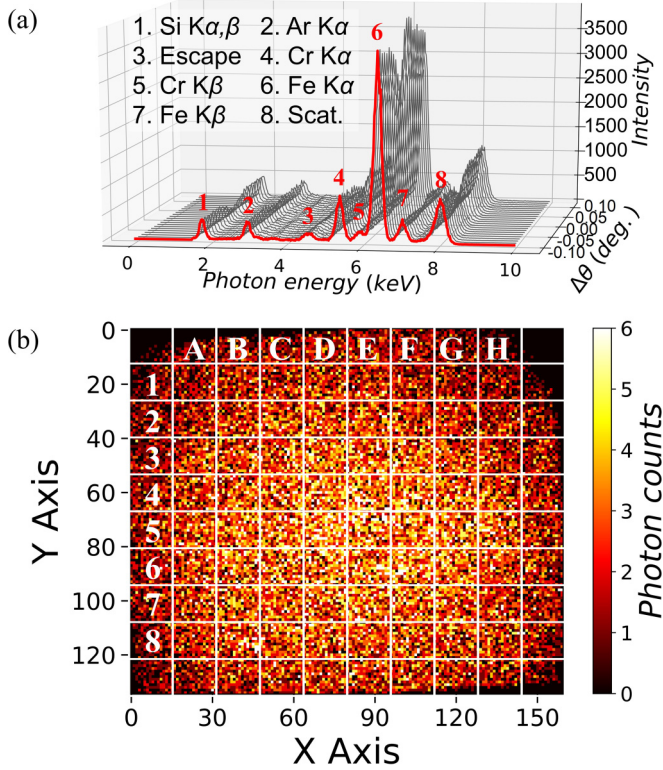 (a)
1. Si Kα,β 2. Ar Kα
3. Escape 4. Cr Kα
5. Cr Kβ 6. Fe Kα
7. Fe Kβ 8. Scat.
1
2
3
4
5
6
7
8
3500
3000
2500
2000
1500
1000
500
Intensity
0.10
0.05
0.00
-0.05
-0.10
Δθ (deg.)
0 2 4 6 8 10
Photon energy (keV)
(b)
A B C D E F G H
1
2
3
4
5
6
7
8
0
20
40
60
80
100
120
Y Axis
0 30 60 90 120 150
X Axis
6
5
4
3
2
1
0
Photon counts